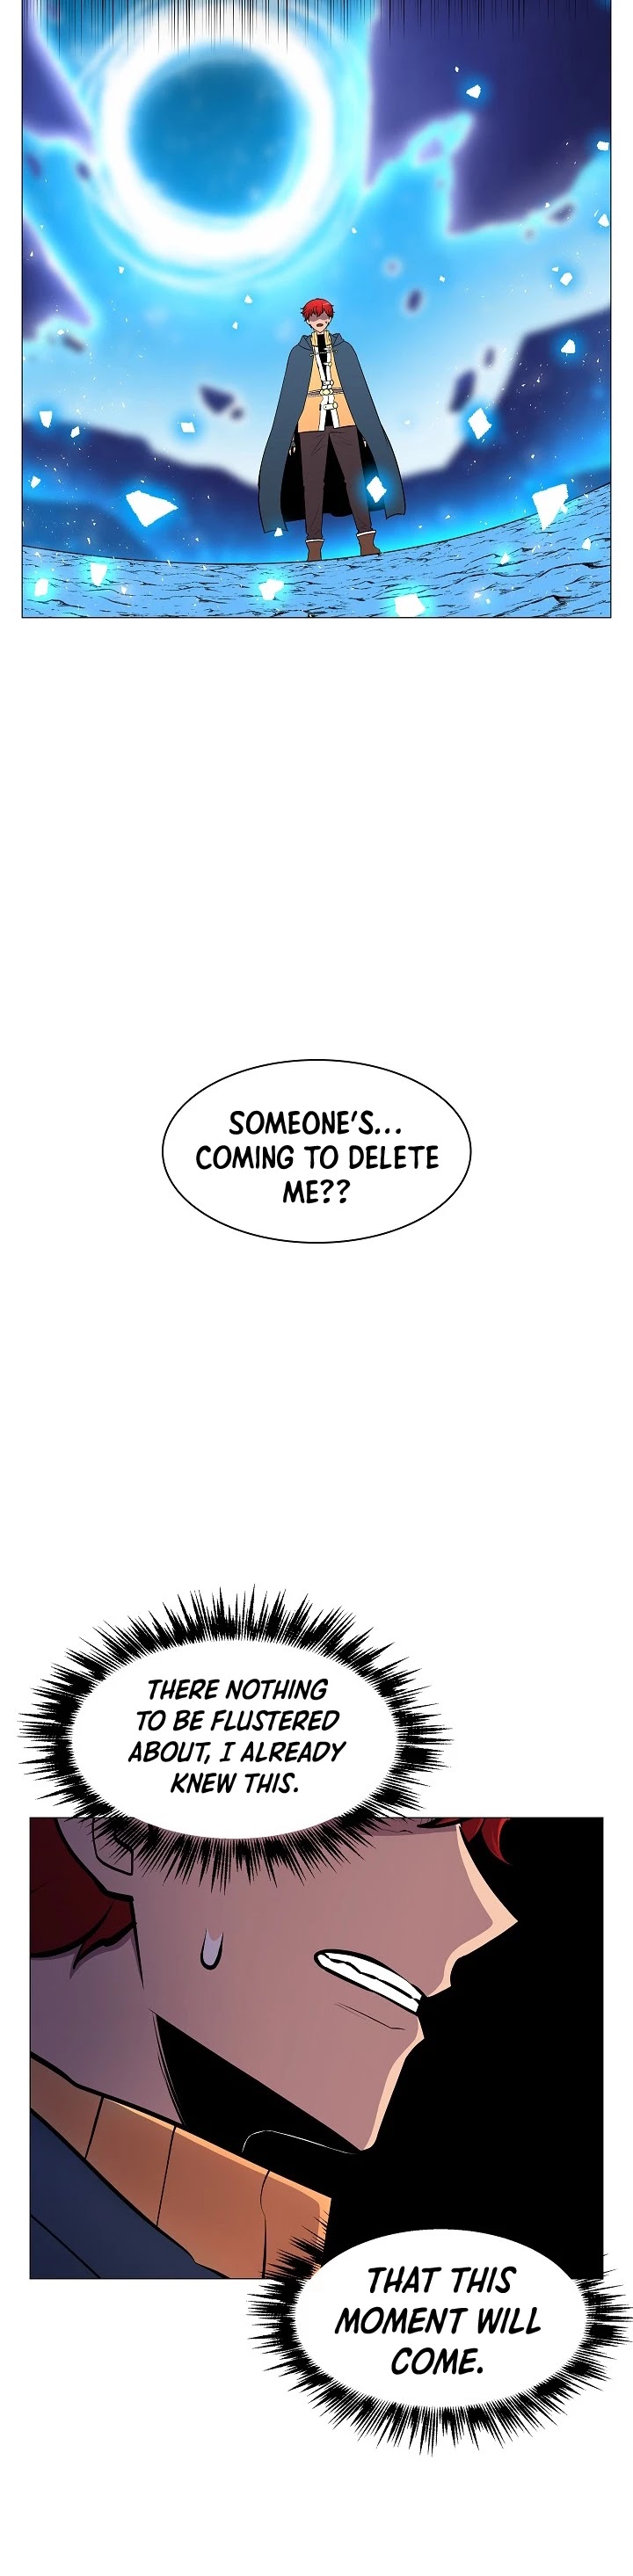 SOMEONE'S...
COMING TO DELETE
ME??
THERE NOTHING
TO BE FLUSTERED
ABOUT, I ALREADY
KNEW THIS.
THAT THIS
MOMENT WILL
COME.